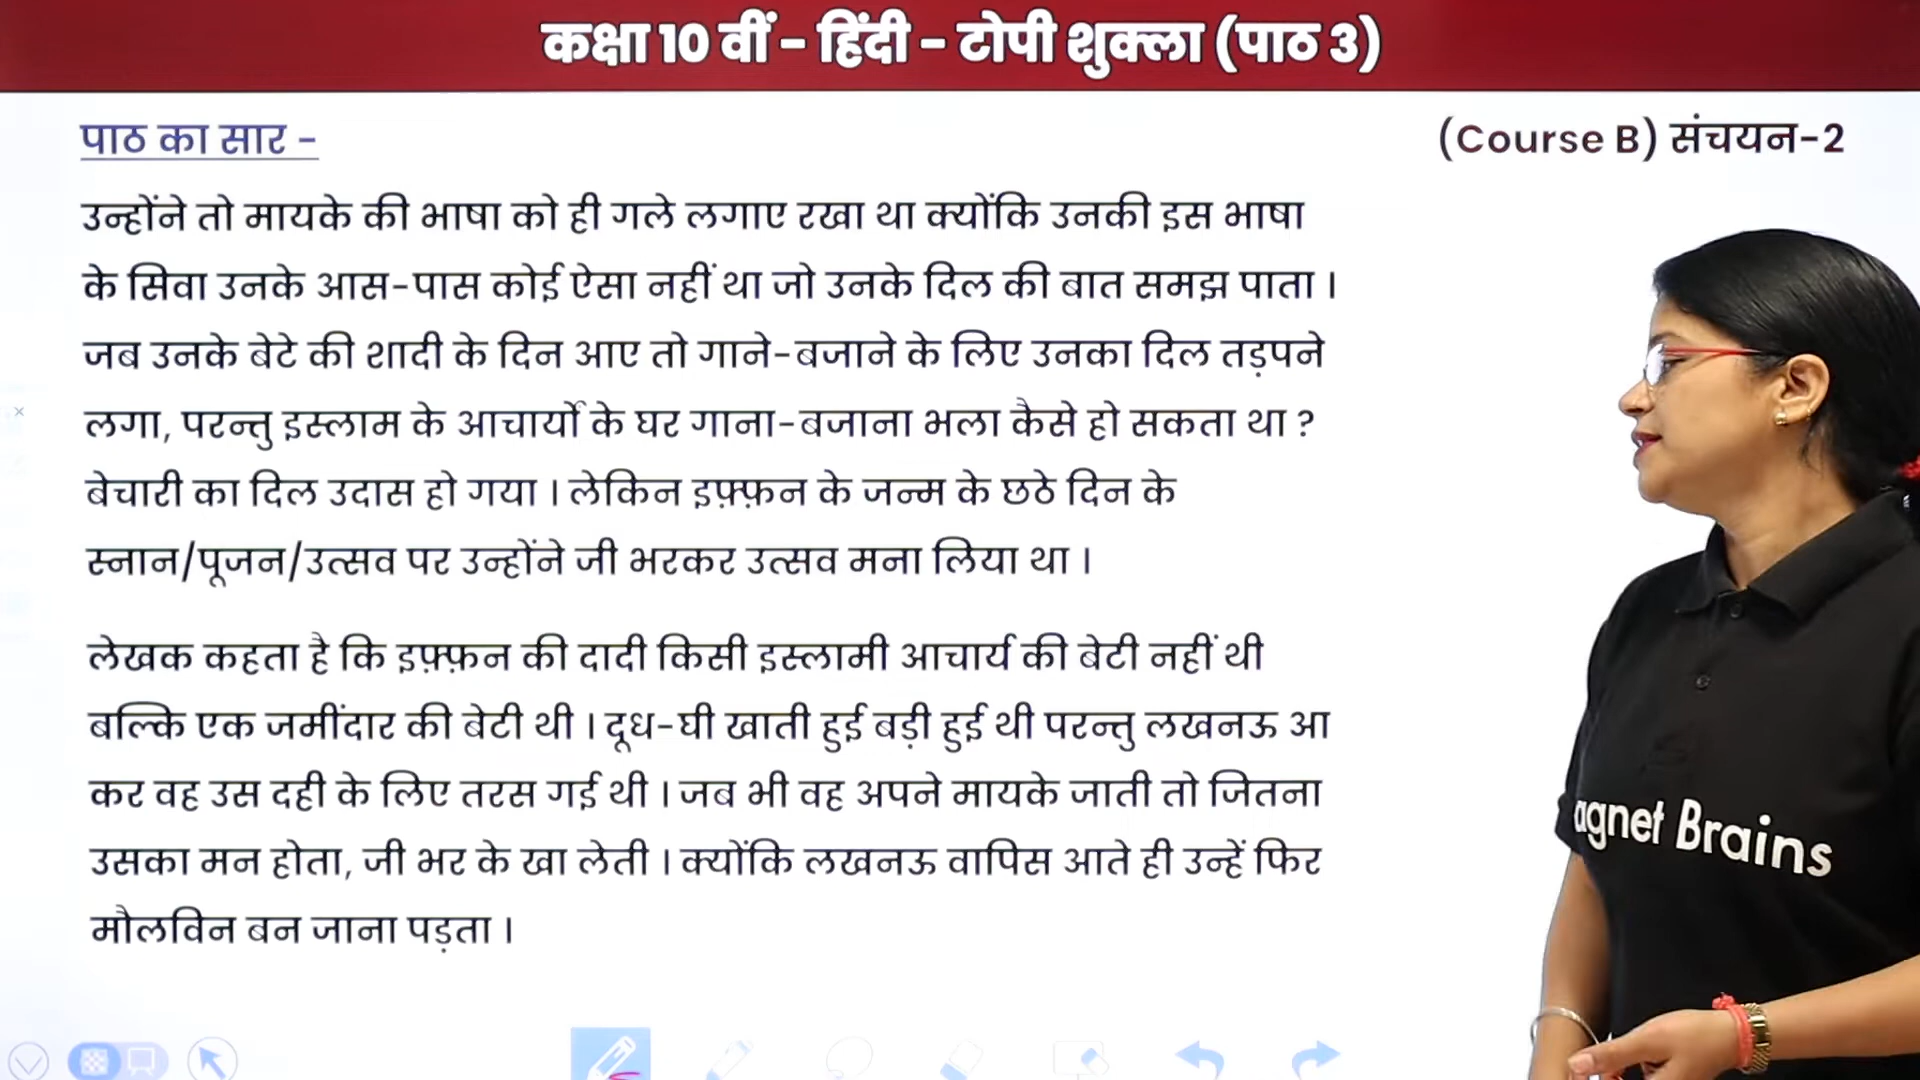 कक्षा 10 वीं - हिंदी - टोपी शुक्ला (पाठ 3)
पाठ का सार -
(Course B) संचयन-2
उन्होंने तो मायके की भाषा को ही गले लगाए रखा था क्योंकि उनकी इस भाषा
के सिवा उनके आस-पास कोई ऐसा नहीं था जो उनके दिल की बात समझ पाता ।
जब उनके बेटे की शादी के दिन आए तो गाने-बजाने के लिए उनका दिल तड़पने
लगा, परन्तु इस्लाम के आचार्यों के घर गाना-बजाना भला कैसे हो सकता था ?
बेचारी का दिल उदास हो गया । लेकिन इफ़्फ़न के जन्म के छठे दिन के
स्नान/पूजन/उत्सव पर उन्होंने जी भरकर उत्सव मना लिया था ।
लेखक कहता है कि इफ़्फ़न की दादी किसी इस्लामी आचार्य की बेटी नहीं थी
बल्कि एक जमींदार की बेटी थी । दूध-घी खाती हुई बड़ी हुई थी परन्तु लखनऊ आ
कर वह उस दही के लिए तरस गई थी । जब भी वह अपने मायके जाती तो जितना
उसका मन होता, जी भर के खा लेती । क्योंकि लखनऊ वापिस आते ही उन्हें फिर
मौलविन बन जाना पड़ता ।
agnet Brains